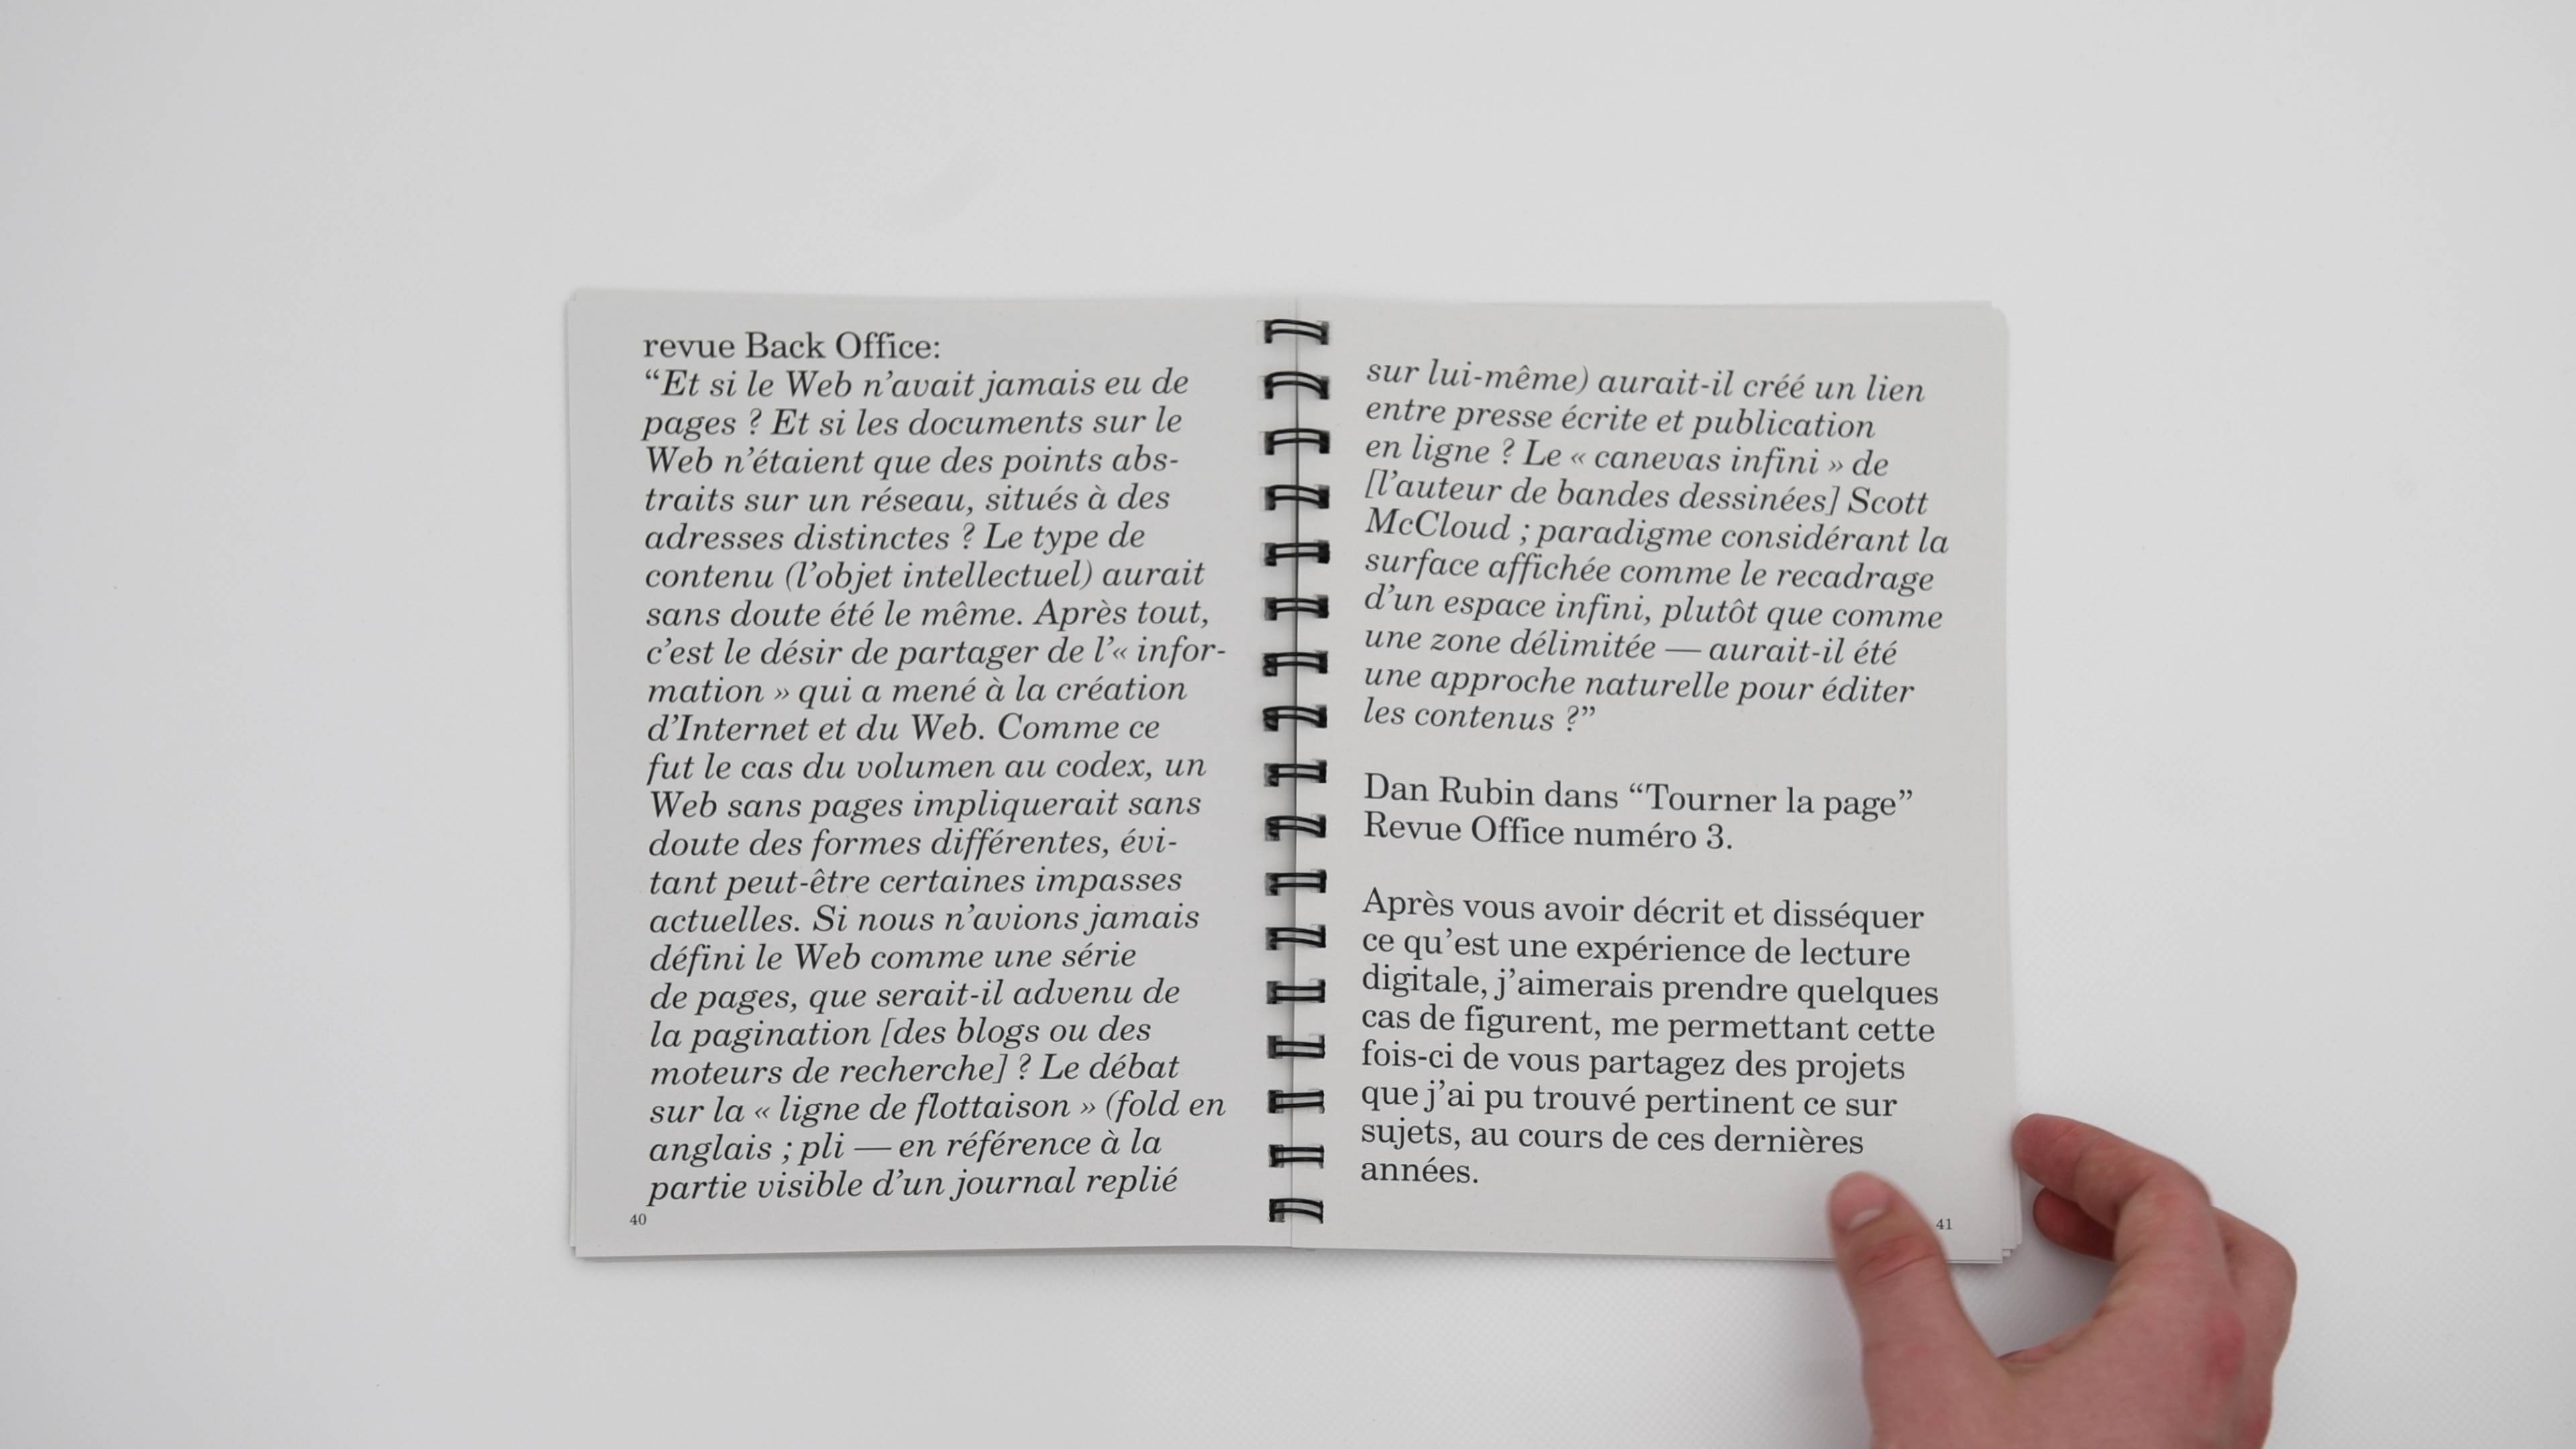 revue Back Office:
“Et si le Web n’avait jamais eu de
pages ? Et si les documents sur le
Web n’étaient que des points abs-
traits sur un réseau, situés à des
adresses distinctes ? Le type de
contenu (l’objet intellectuel) aurait
sans doute été le même. Après tout,
c’est le désir de partager de l’« infor-
mation » qui a mené à la création
d’Internet et du Web. Comme ce
fut le cas du volumen au codex, un
Web sans pages impliquerait sans
doute des formes différentes, évi-
tant peut-être certaines impasses
actuelles. Si nous n’avions jamais
défini le Web comme une série
de pages, que serait-il advenu de
la pagination [des blogs ou des
moteurs de recherche] ? Le débat
sur la « ligne de flottaison » (fold en
anglais ; pli — en référence à la
partie visible d’un journal replié
40
sur lui-même) aurait-il créé un lien
entre presse écrite et publication
en ligne ? Le « canevas infini » de
[l’auteur de bandes dessinées] Scott
McCloud ; paradigme considérant la
surface affichée comme le recadrage
d’un espace infini, plutôt que comme
une zone délimitée — aurait-il été
une approche naturelle pour éditer
les contenus ?”
Dan Rubin dans “Tourner la page”
Revue Office numéro 3.
Après vous avoir décrit et disséquer
ce qu’est une expérience de lecture
digitale, j’aimerais prendre quelques
cas de figurent, me permettant cette
fois-ci de vous partagez des projets
que j’ai pu trouvé pertinent ce sur
sujets, au cours de ces dernières
années.
41